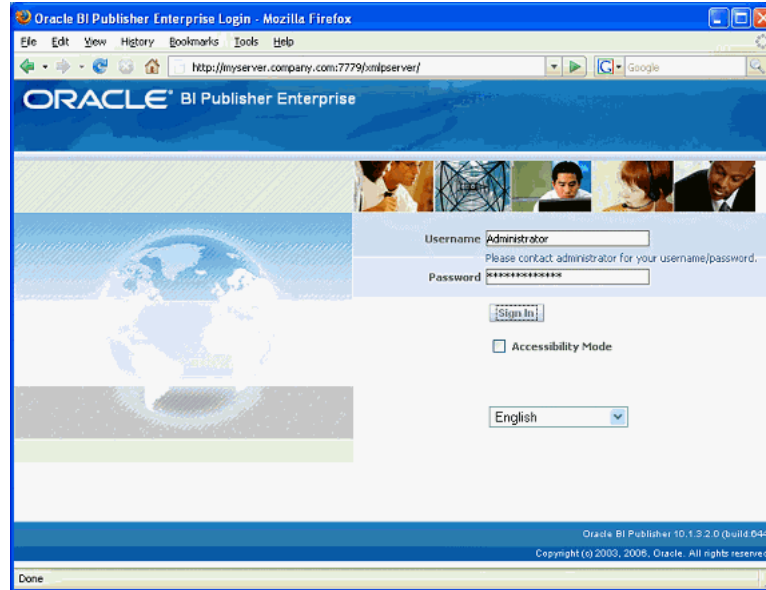 Oracle BI Publisher Enterprise Login - Mozilla Firefox
File Edit View History Bookmarks Tools Help
http://myserver.company.com:7779/xmlpserver/
G Google
ORACLE BI Publisher Enterprise
Username Administrator
Please contact administrator for your username/password.
Password *************
Sign In
Accessibility Mode
English
Oracle BI Publisher 10.1.3.2.0 (build:64
Copyright (c) 2003, 2006, Oracle. All rights
Done